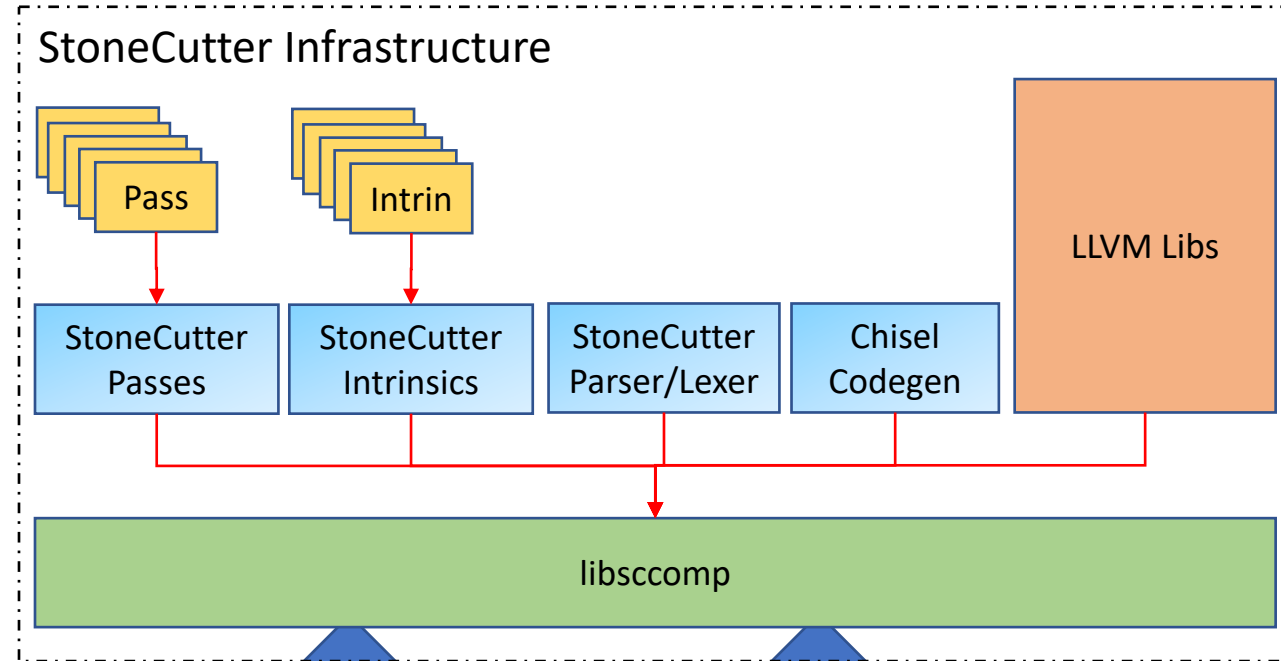 StoneCutter Infrastructure
Pass
Intrin
LLVM Libs
StoneCutter
Passes
StoneCutter
Intrinsics
StoneCutter
Parser/Lexer
Chisel
Codegen
libsccomp